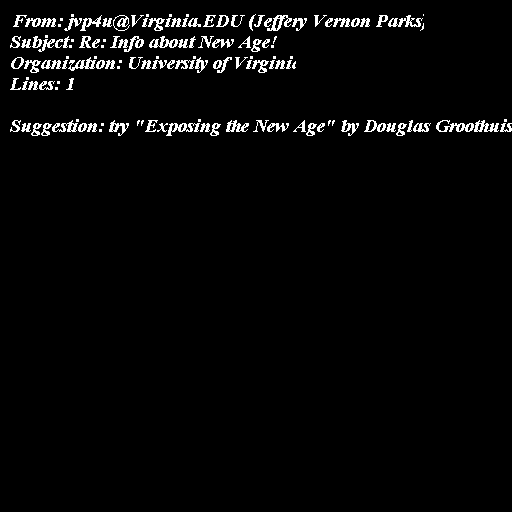 From: jvp4u@Virginia.EDU (Jeffery Vernon Parks)
Subject: Re: Info about New Age!
Organization: University of Virginia
Lines: 1

Suggestion: try "Exposing the New Age" by Douglas Groothuis